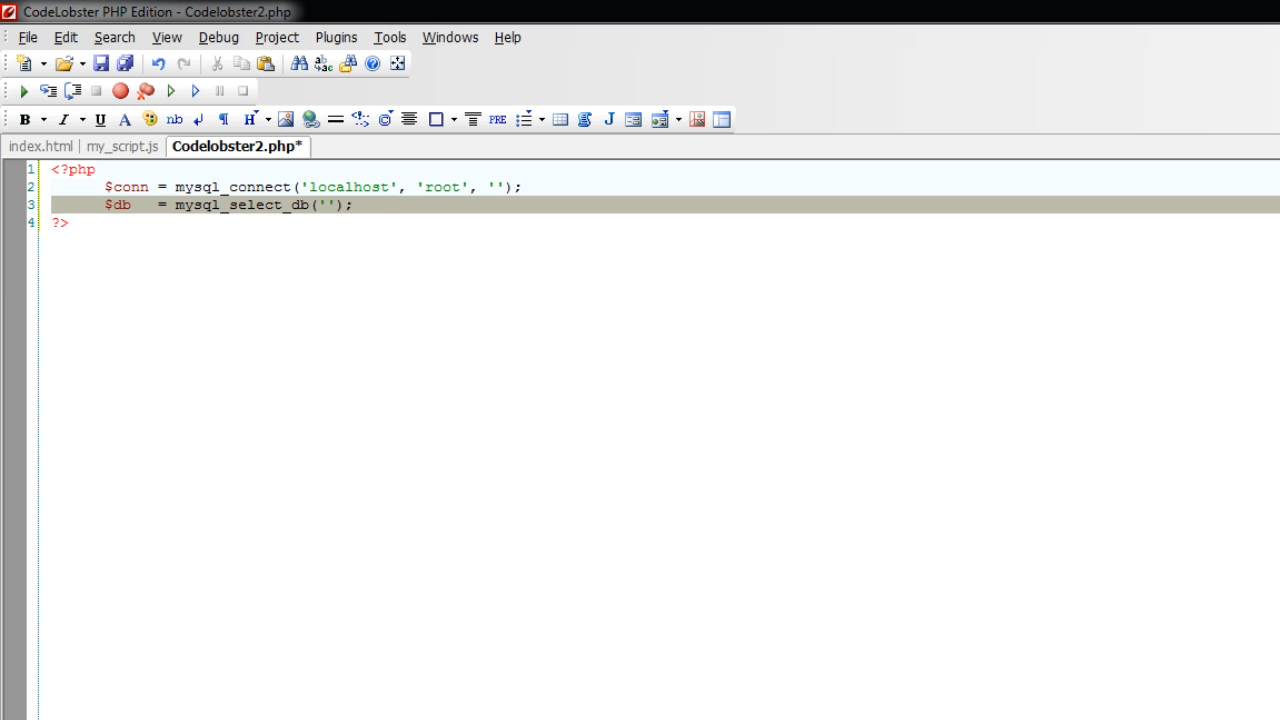 CodeLobster PHP Edition - Codelobster2.php
File Edit Search View Debug Project Plugins Tools Windows Help
B I U A nb ¶ H PRE J
index.html my_script.js Codelobster2.php*
1 <?php
2 $conn = mysql_connect('localhost', 'root', '');
3 $db = mysql_select_db('');
4 ?>